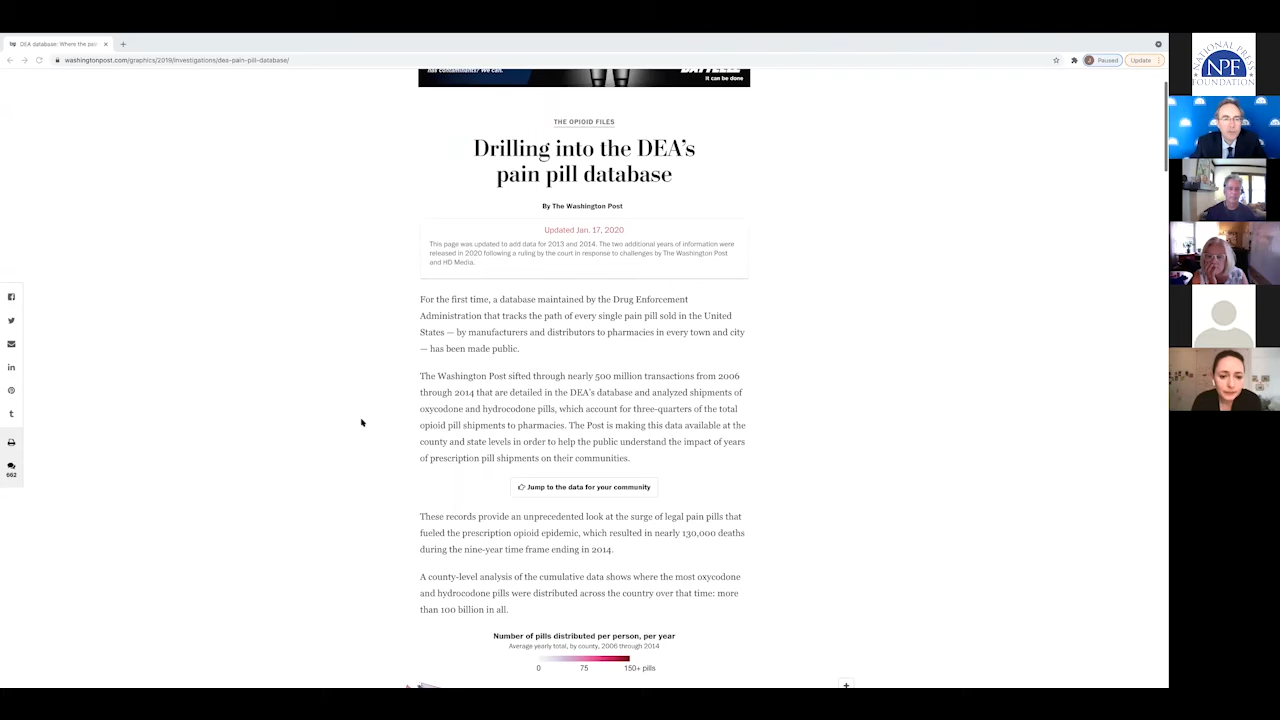 DEA database: Where the pai
washingtonpost.com/graphics/2019/investigations/dea-pain-pill-database/
Paused
Update
has contaminants? We can.
BATTELLE
It can be done
THE OPIOID FILES
Drilling into the DEA's
pain pill database
By The Washington Post
Updated Jan. 17, 2020
This page was updated to add data for 2013 and 2014. The two additional years of information were
released in 2020 following a ruling by the court in response to challenges by The Washington Post
and HD Media.
For the first time, a database maintained by the Drug Enforcement
Administration that tracks the path of every single pain pill sold in the United
States — by manufacturers and distributors to pharmacies in every town and city
— has been made public.
The Washington Post sifted through nearly 500 million transactions from 2006
through 2014 that are detailed in the DEA's database and analyzed shipments of
oxycodone and hydrocodone pills, which account for three-quarters of the total
opioid pill shipments to pharmacies. The Post is making this data available at the
county and state levels in order to help the public understand the impact of years
of prescription pill shipments on their communities.
Jump to the data for your community
These records provide an unprecedented look at the surge of legal pain pills that
fueled the prescription opioid epidemic, which resulted in nearly 130,000 deaths
during the nine-year time frame ending in 2014.
A county-level analysis of the cumulative data shows where the most oxycodone
and hydrocodone pills were distributed across the country over that time: more
than 100 billion in all.
Number of pills distributed per person, per year
Average yearly total, by county, 2006 through 2014
0 75 150+ pills
662
NATIONAL PRESS
NPF
FOUNDATION